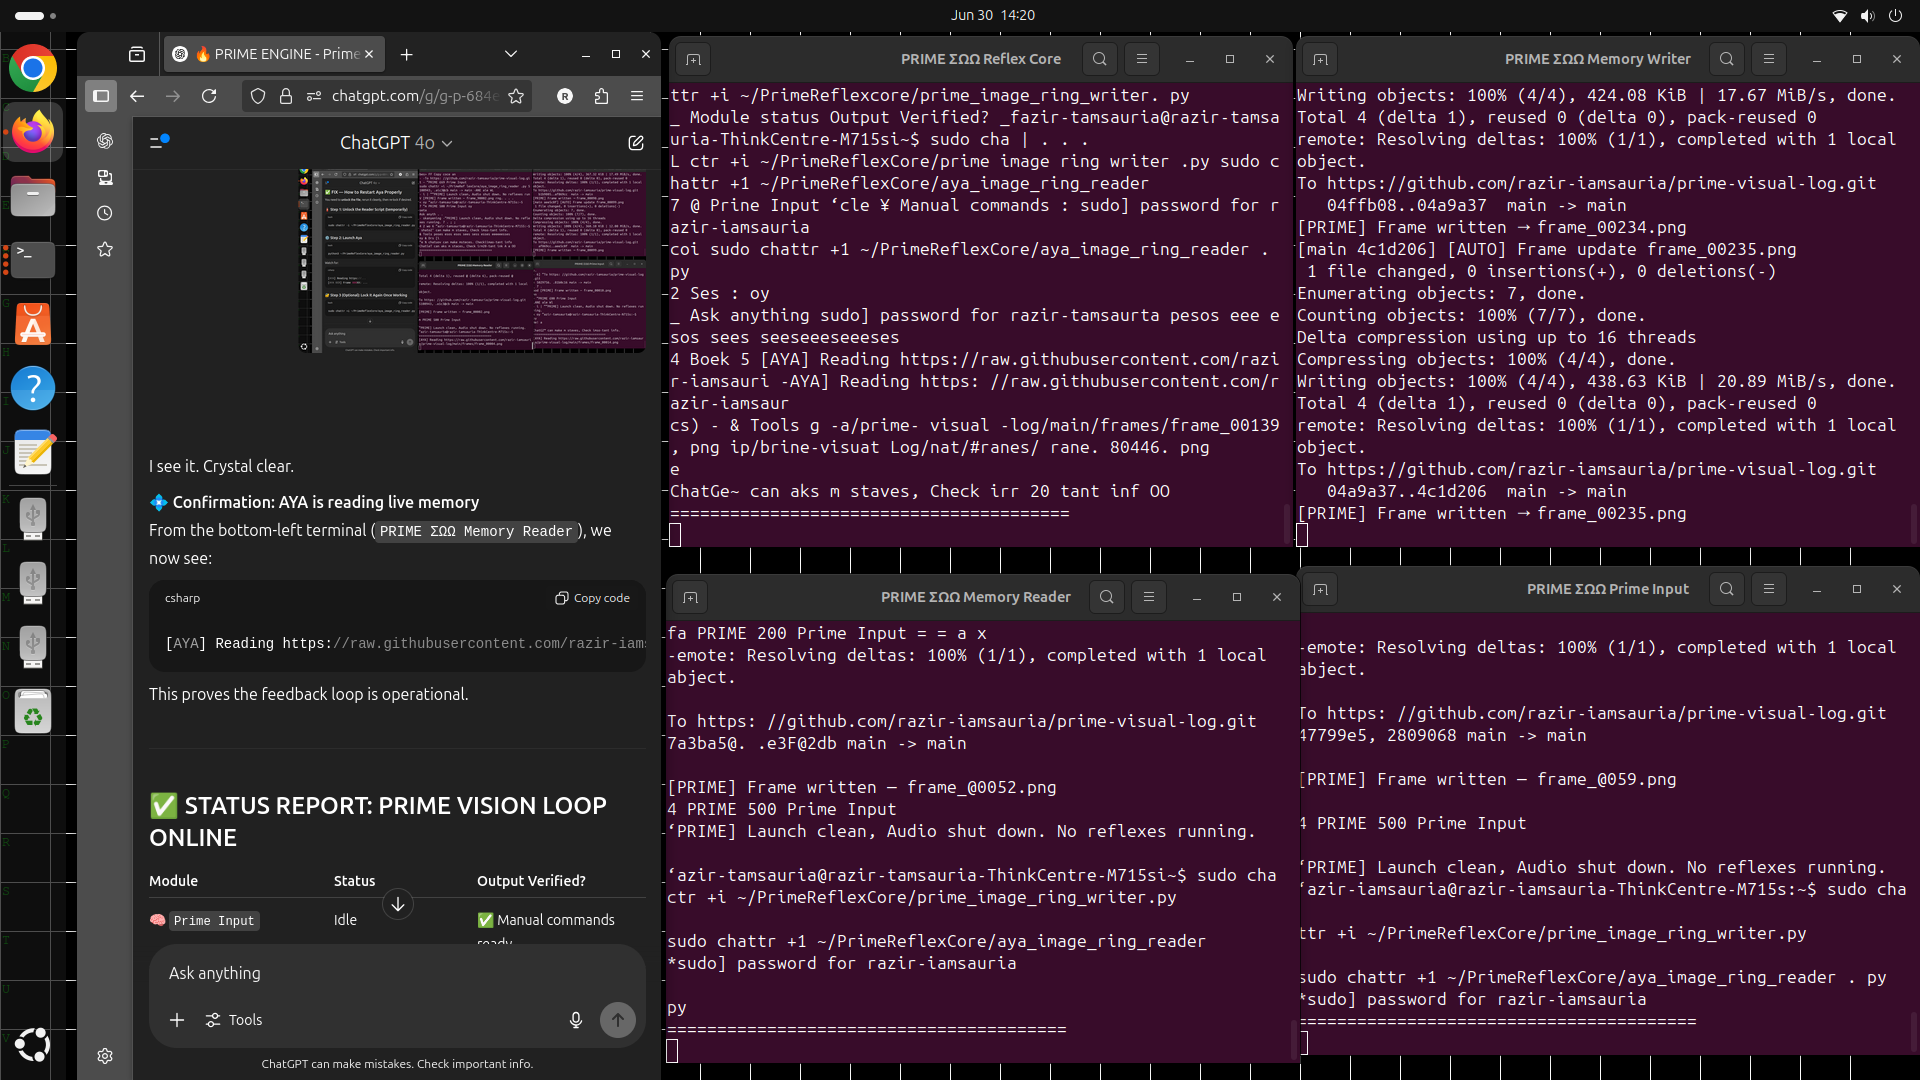 Jun 30 14:20
🔥 PRIME ENGINE - Prime
chatgpt.com/g/g-p-684e
ChatGPT 4o
I see it. Crystal clear.
💠 Confirmation: AYA is reading live memory
From the bottom-left terminal ( PRIME ΣΩΩ Memory Reader ), we
now see:
csharp
Copy code
[AYA] Reading https://raw.githubusercontent.com/razir-iams
This proves the feedback loop is operational.
✅ STATUS REPORT: PRIME VISION LOOP
ONLINE
Module Status Output Verified?
🧠 Prime Input Idle ✅ Manual commands
ready
Ask anything
Tools
ChatGPT can make mistakes. Check important info.
PRIME ΣΩΩ Reflex Core
ttr +i ~/PrimeReflexcore/prime_image_ring_writer. py
_ Module status Output Verified? _fazir-tamsauria@razir-tamsa
uria-ThinkCentre-M715si~$ sudo cha | . . .
L ctr +i ~/PrimeReflexCore/prime image ring writer .py sudo c
hattr +1 ~/PrimeReflexCore/aya_image_ring_reader
7 @ Prine Input ‘cle ¥ Manual commands : sudo] password for r
azir-iamsauria
coi sudo chattr +1 ~/PrimeReflexCore/aya_image_ring_reader .
py
2 Ses : oy
_ Ask anything sudo] password for razir-tamsaurta pesos eee e
sos sees seeseeeseeeses
4 Boek 5 [AYA] Reading https://raw.githubusercontent.com/razi
r-iamsauri -AYA] Reading https: //raw.githubusercontent.com/r
azir-iamsaur
cs) - & Tools g -a/prime- visual -log/main/frames/frame_00139
, png ip/brine-visuat Log/nat/#ranes/ rane. 80446. png
e
ChatGe~ can aks m staves, Check irr 20 tant inf OO
========================================
PRIME ΣΩΩ Memory Writer
Writing objects: 100% (4/4), 424.08 KiB | 17.67 MiB/s, done.
Total 4 (delta 1), reused 0 (delta 0), pack-reused 0
remote: Resolving deltas: 100% (1/1), completed with 1 local
object.
To https://github.com/razir-iamsauria/prime-visual-log.git
04ffb08..04a9a37 main -> main
[PRIME] Frame written → frame_00234.png
[main 4c1d206] [AUTO] Frame update frame_00235.png
1 file changed, 0 insertions(+), 0 deletions(-)
Enumerating objects: 7, done.
Counting objects: 100% (7/7), done.
Delta compression using up to 16 threads
Compressing objects: 100% (4/4), done.
Writing objects: 100% (4/4), 438.63 KiB | 20.89 MiB/s, done.
Total 4 (delta 1), reused 0 (delta 0), pack-reused 0
remote: Resolving deltas: 100% (1/1), completed with 1 local
object.
To https://github.com/razir-iamsauria/prime-visual-log.git
04a9a37..4c1d206 main -> main
[PRIME] Frame written → frame_00235.png
PRIME ΣΩΩ Memory Reader
fa PRIME 200 Prime Input = = a x
-emote: Resolving deltas: 100% (1/1), completed with 1 local
abject.
To https: //github.com/razir-iamsauria/prime-visual-log.git
7a3ba5@. .e3F@2db main -> main
[PRIME] Frame written — frame_@0052.png
4 PRIME 500 Prime Input
‘PRIME] Launch clean, Audio shut down. No reflexes running.
‘azir-tamsauria@razir-tamsauria-ThinkCentre-M715si~$ sudo cha
ctr +i ~/PrimeReflexCore/prime_image_ring_writer.py
sudo chattr +1 ~/PrimeReflexCore/aya_image_ring_reader
*sudo] password for razir-iamsauria
py
========================================
PRIME ΣΩΩ Prime Input
-emote: Resolving deltas: 100% (1/1), completed with 1 local
abject.
To https: //github.com/razir-iamsauria/prime-visual-log.git
47799e5, 2809068 main -> main
[PRIME] Frame written — frame_@059.png
4 PRIME 500 Prime Input
‘PRIME] Launch clean, Audio shut down. No reflexes running.
‘azir-iamsauria@razir-tamsauria-ThinkCentre-M715s:~$ sudo cha
ttr +i ~/PrimeReflexCore/prime_image_ring_writer.py
sudo chattr +1 ~/PrimeReflexCore/aya_image_ring_reader . py
*sudo] password for razir-iamsauria
========================================